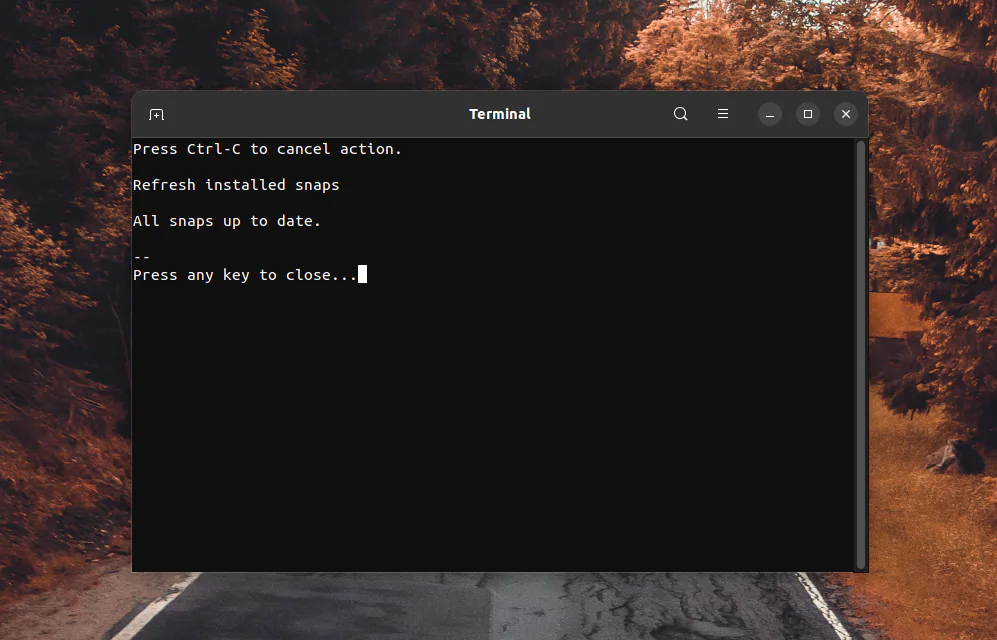 Terminal
Press Ctrl-C to cancel action.
Refresh installed snaps
All snaps up to date.
--
Press any key to close...